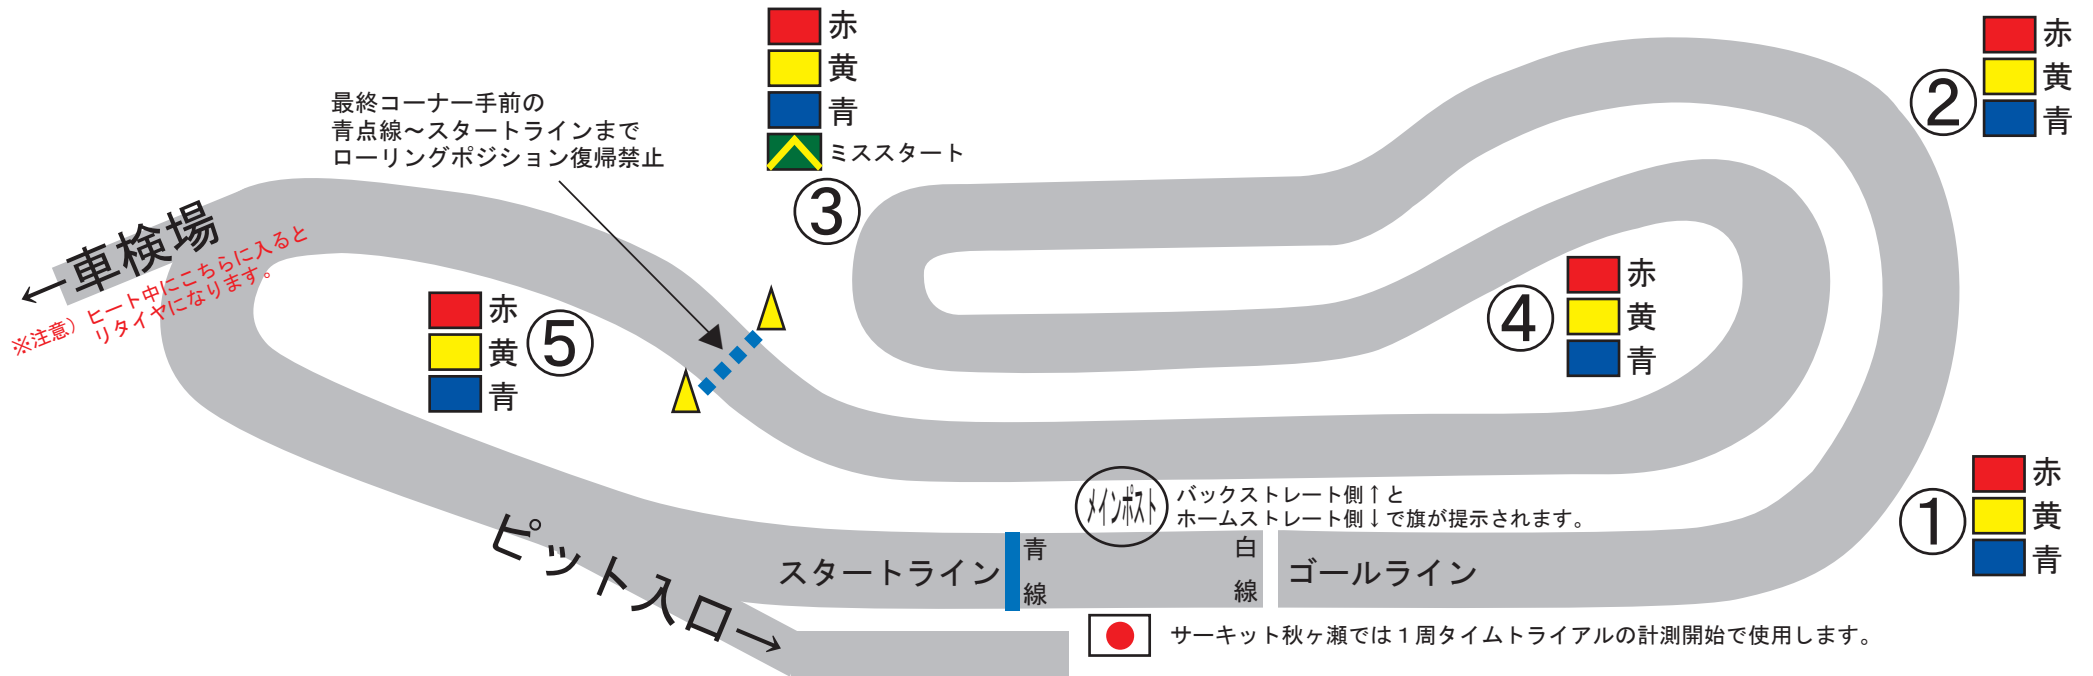 赤
黄
青
ミススタート
③
赤
黄
青
②
最終コーナー手前の
青点線～スタートラインまで
ローリングポジション復帰禁止
←車検場
※注意）ヒート中にこちらに入ると
リタイヤになります。
赤
黄
青
⑤
赤
黄
青
④
赤
黄
青
①
メインポスト
バックストレート側↑と
ホームストレート側↓で旗が提示されます。
ピット入口→
スタートライン
青線
白線
ゴールライン
サーキット秋ヶ瀬では１周タイムトライアルの計測開始で使用します。